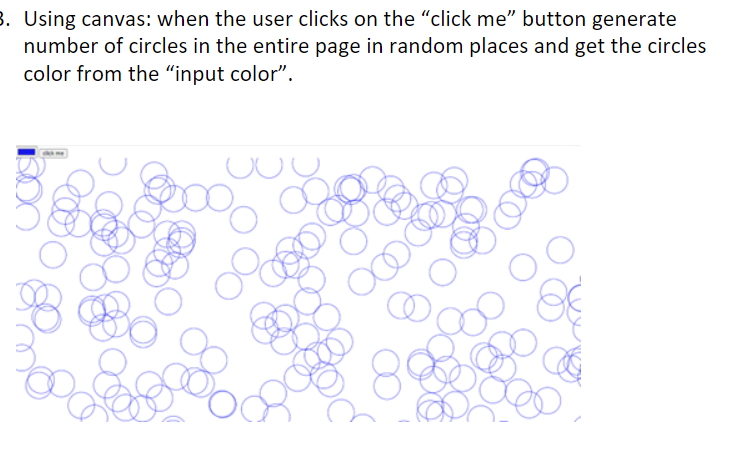 3. Using canvas: when the user clicks on the “click me” button generate
number of circles in the entire page in random places and get the circles
color from the “input color”.
click me